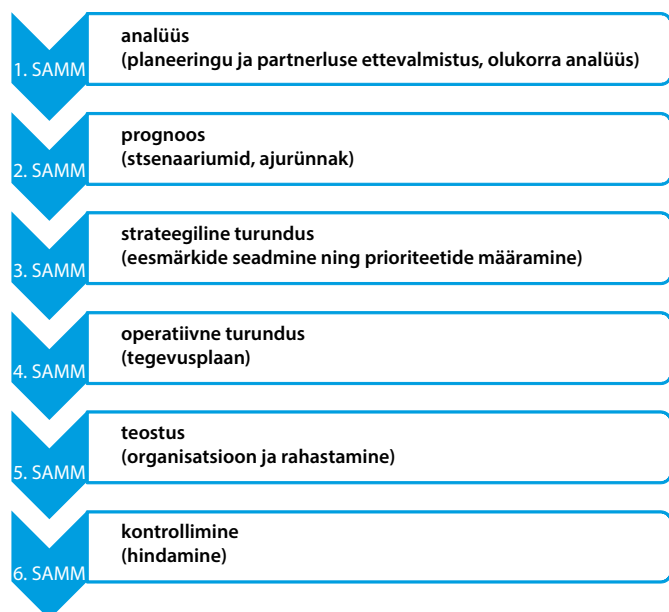 1. SAMM
analüüs
(planeeringu ja partnerluse ettevalmistus, olukorra analüüs)
2. SAMM
prognoos
(stsenaariumid, ajurünnak)
3. SAMM
strateegiline turundus
(eesmärkide seadmine ning prioriteetide määramine)
4. SAMM
operatiivne turundus
(tegevusplaan)
5. SAMM
teostus
(organisatsioon ja rahastamine)
6. SAMM
kontrollimine
(hindamine)